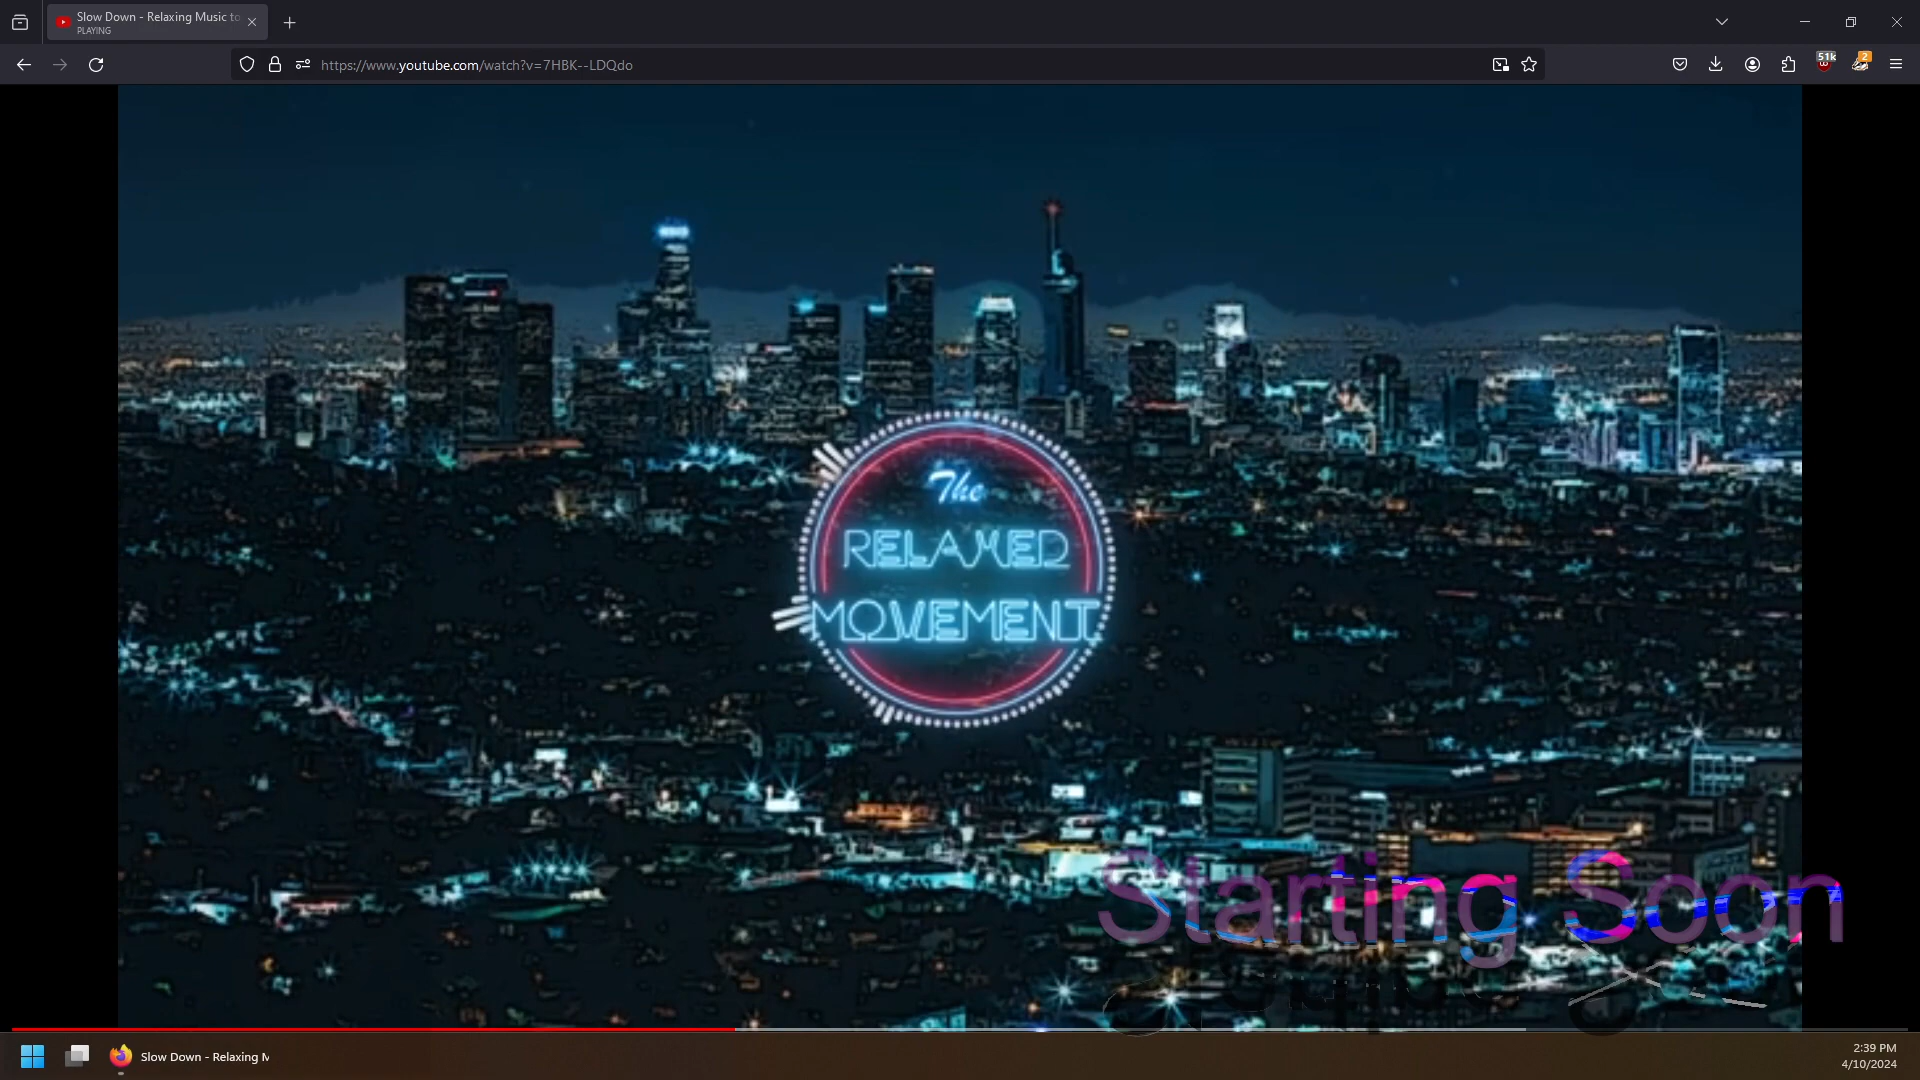 Slow Down - Relaxing Music to
PLAYING
https://www.youtube.com/watch?v=7HBK--LDQdo
51k
2
The
RELAXED
MOVEMENT
Starting Soon
Slow Down - Relaxing M
2:39 PM
4/10/2024